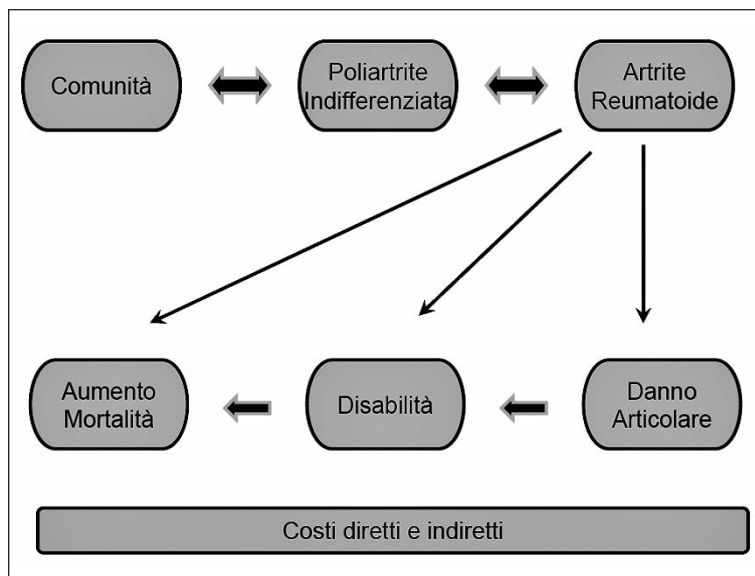 Comunità
Poliartrite
Indifferenziata
Artrite
Reumatoide
Aumento
Mortalità
Disabilità
Danno
Articolare
Costi diretti e indiretti